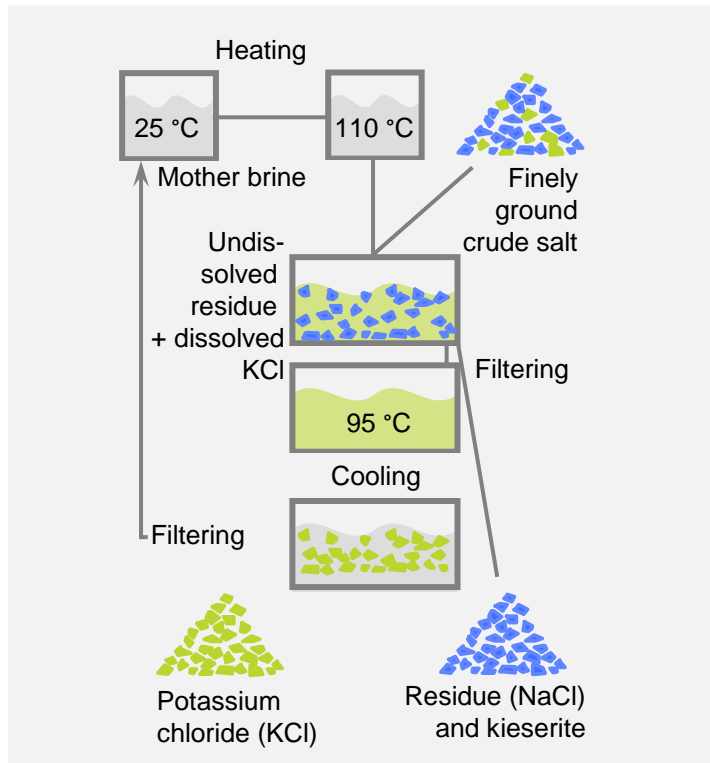 Heating
25 °C
110 °C
Mother brine
Finely
ground
crude salt
Undis-
solved
residue
+ dissolved
KCl
Filtering
95 °C
Cooling
Filtering
Potassium
chloride (KCl)
Residue (NaCl)
and kieserite